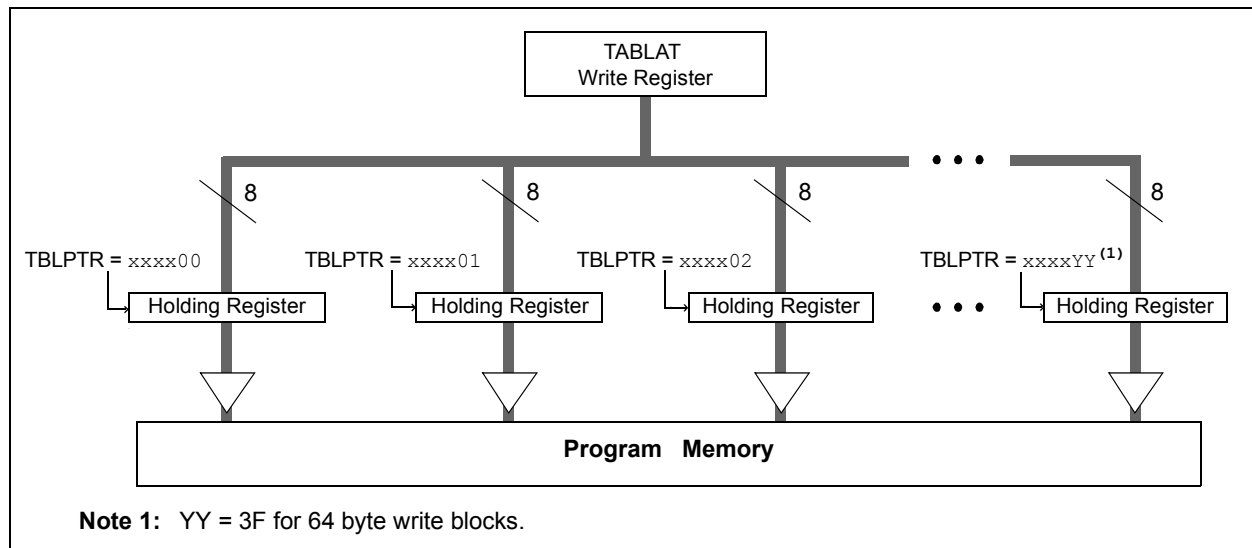 TABLAT
Write Register
• • •
8 8 8 8
TBLPTR = xxxx00 TBLPTR = xxxx01 TBLPTR = xxxx02 TBLPTR = xxxxYY(1)
Holding Register Holding Register Holding Register • • • Holding Register
Program Memory
Note 1: YY = 3F for 64 byte write blocks.